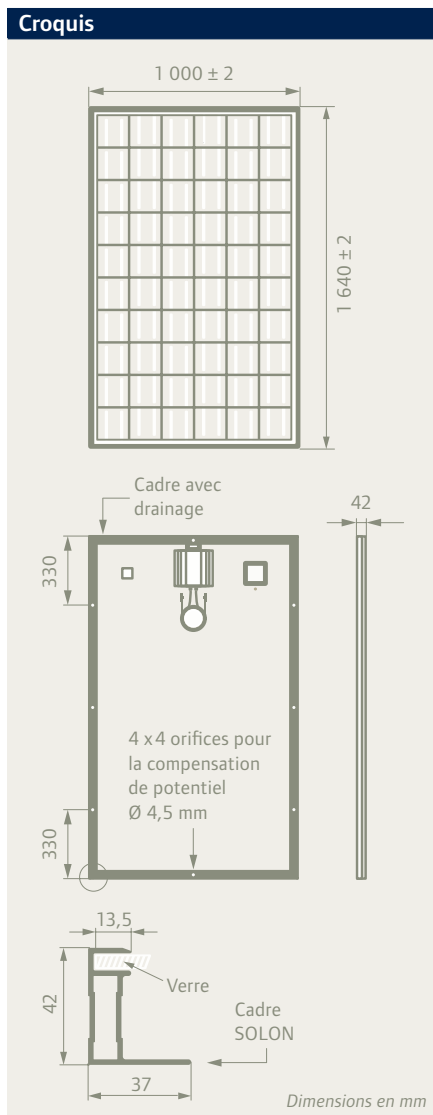 Croquis
1 000 ± 2
1 640 ± 2
Cadre avec
drainage
42
330
4 x 4 orifices pour
la compensation
de potentiel
Ø 4,5 mm
330
13,5
Verre
42
Cadre
SOLON
37
Dimensions en mm